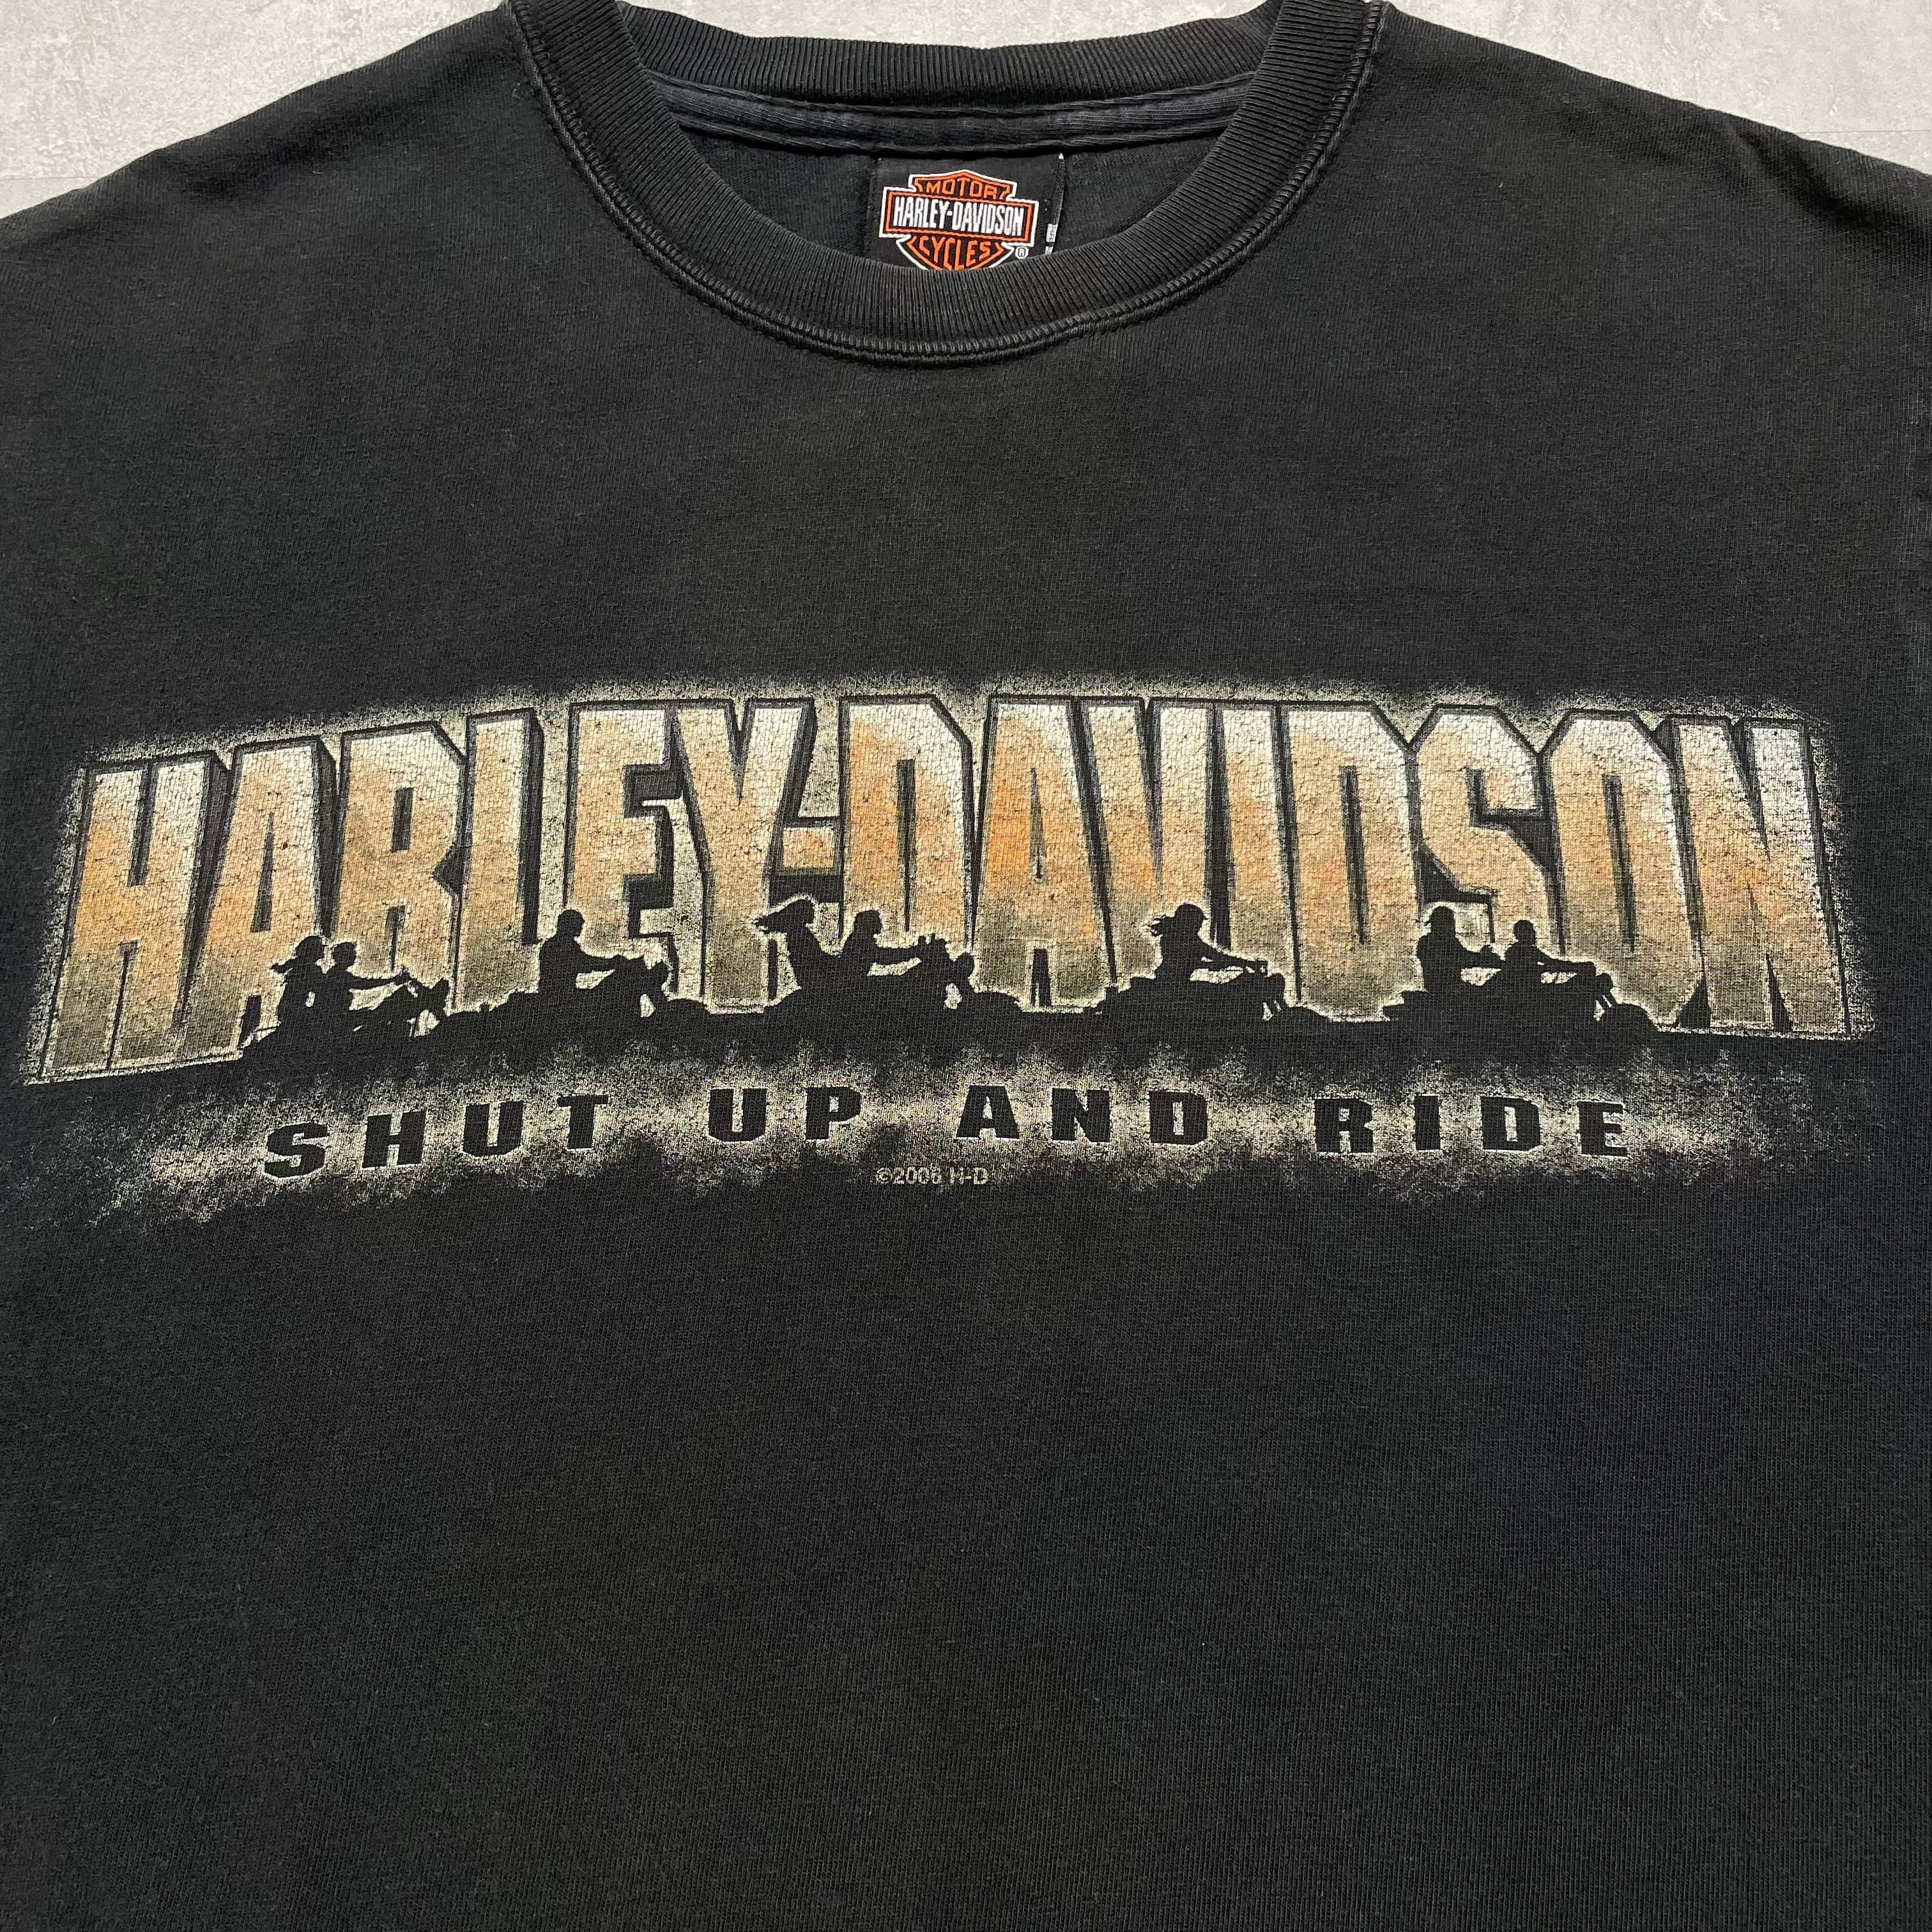 MOTOR
HARLEY-DAVIDSON
CYCLES
®
HARLEY-DAVIDSON
SHUT UP AND RIDE
©2006 H-D